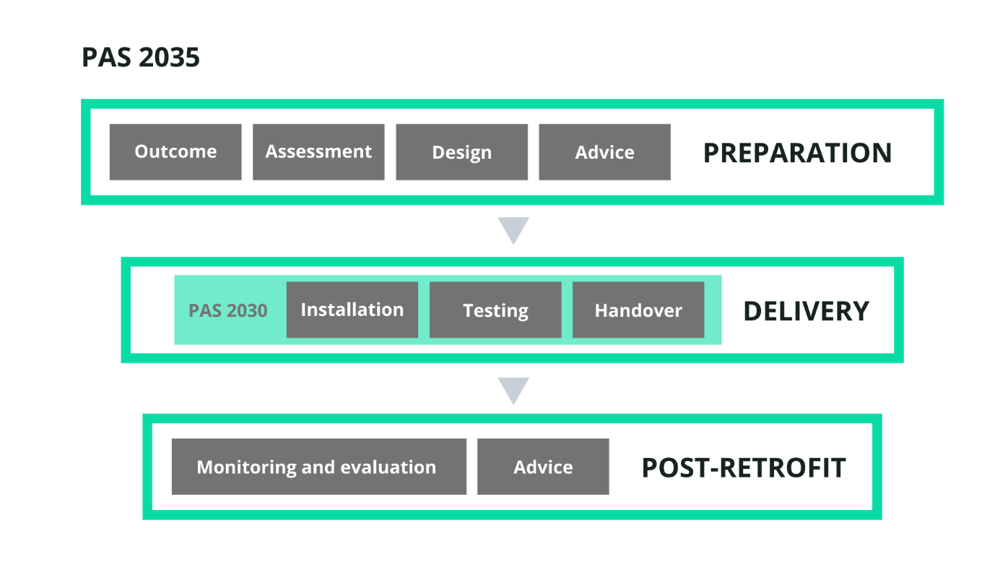 PAS 2035
Outcome
Assessment
Design
Advice
PREPARATION
PAS 2030
Installation
Testing
Handover
DELIVERY
Monitoring and evaluation
Advice
POST-RETROFIT